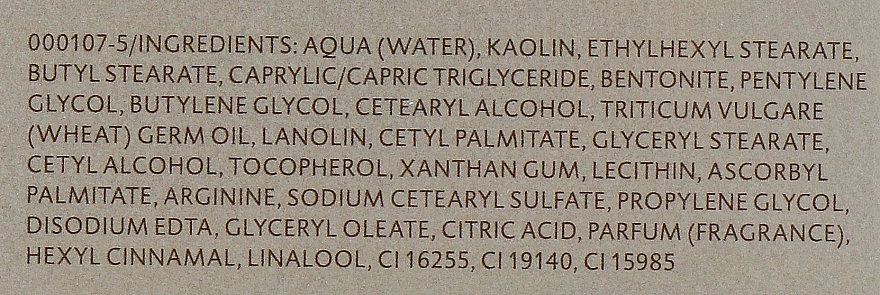 000107-5/INGREDIENTS: AQUA (WATER), KAOLIN, ETHYLHEXYL STEARATE,
BUTYL STEARATE, CAPRYLIC/CAPRIC TRIGLYCERIDE, BENTONITE, PENTYLENE
GLYCOL, BUTYLENE GLYCOL, CETEARYL ALCOHOL, TRITICUM VULGARE
(WHEAT) GERM OIL, LANOLIN, CETYL PALMITATE, GLYCERYL STEARATE,
CETYL ALCOHOL, TOCOPHEROL, XANTHAN GUM, LECITHIN, ASCORBYL
PALMITATE, ARGININE, SODIUM CETEARYL SULFATE, PROPYLENE GLYCOL,
DISODIUM EDTA, GLYCERYL OLEATE, CITRIC ACID, PARFUM (FRAGRANCE),
HEXYL CINNAMAL, LINALOOL, CI 16255, CI 19140, CI 15985